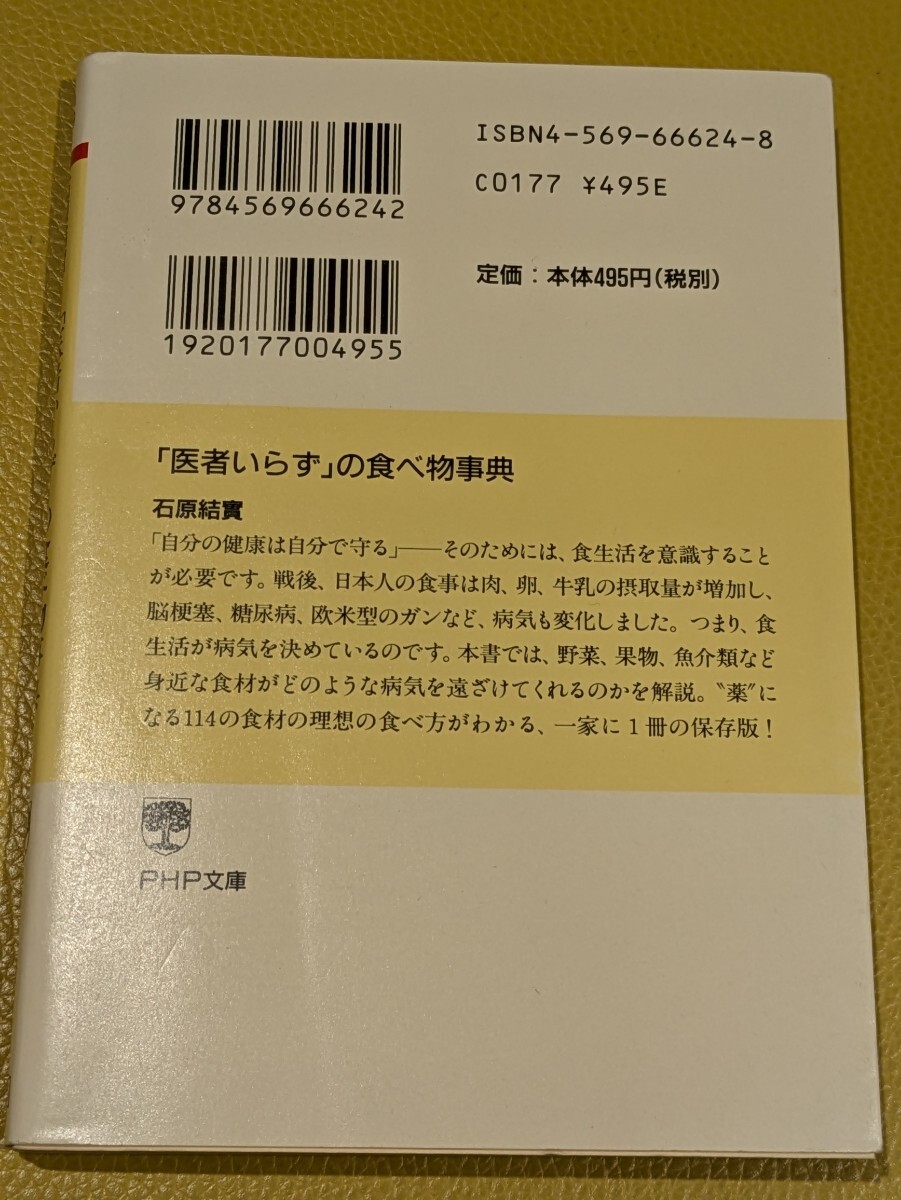 ISBN4-569-66624-8
C0177 ¥495E
9784569666242
定価：本体495円(税別)
1920177004955
「医者いらず」の食べ物事典
石原結實
「自分の健康は自分で守る」――そのためには、食生活を意識すること
が必要です。戦後、日本人の食事は肉、卵、牛乳の摂取量が増加し、
脳梗塞、糖尿病、欧米型のガンなど、病気も変化しました。つまり、食
生活が病気を決めているのです。本書では、野菜、果物、魚介類など
身近な食材がどのような病気を遠ざけてくれるのかを解説。〝薬〟に
なる114の食材の理想の食べ方がわかる、一家に1冊の保存版！
PHP文庫